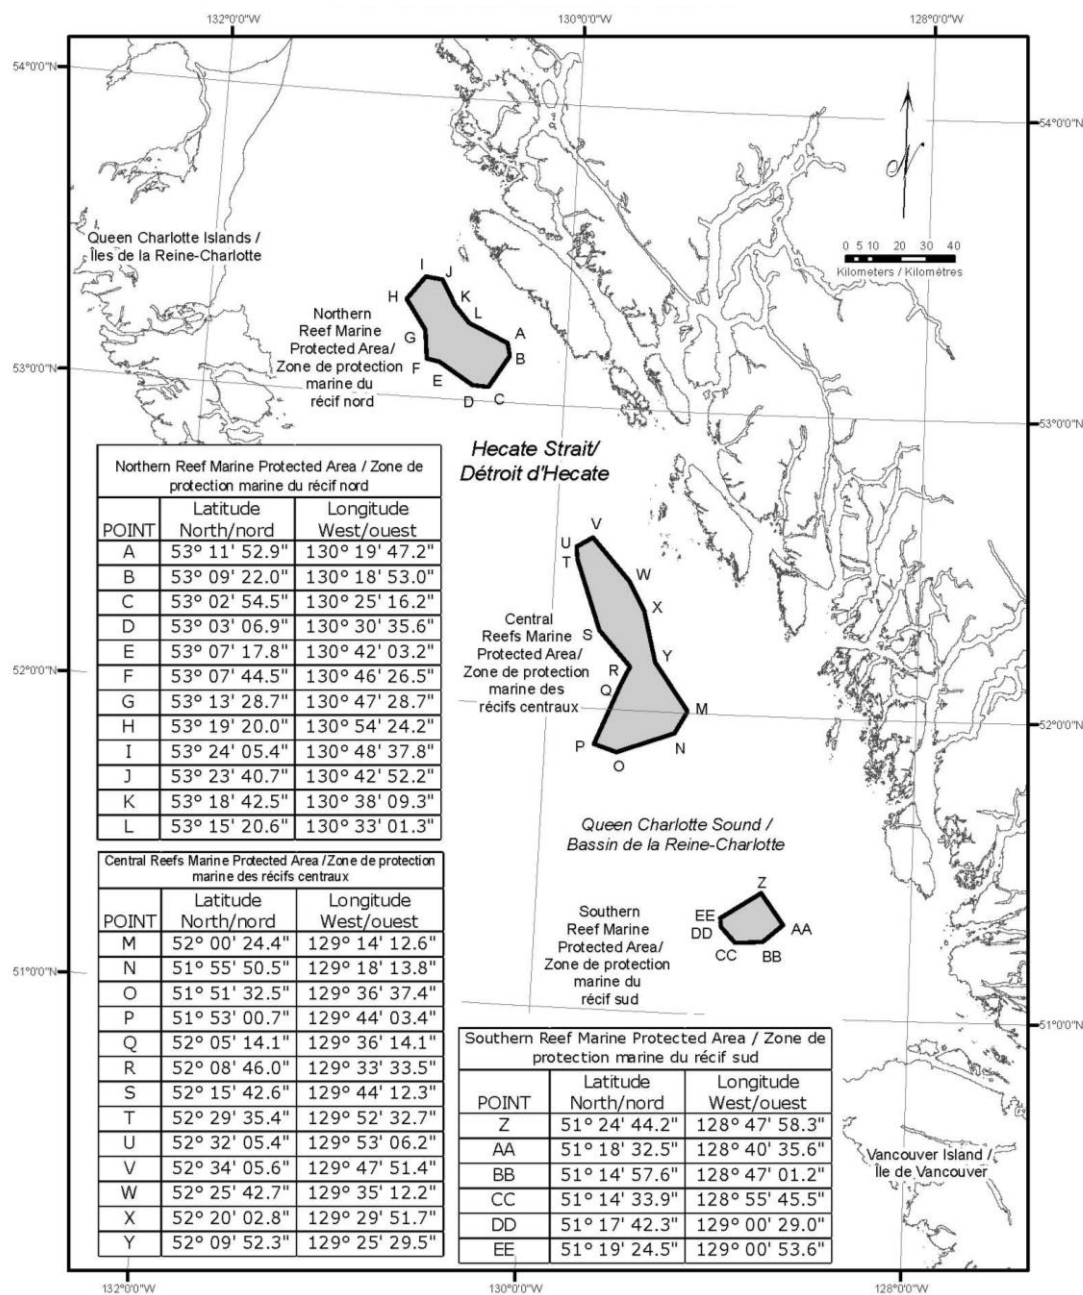 132°0'0"W 130°0'0"W 128°0'0"W
54°0'0"N
54°0'0"N
0 5 10 20 30 40
Kilometers / Kilométres
Queen Charlotte Islands /
Îles de la Reine-Charlotte
I
J
H
K
L
G
A
B
F
E
D
C
Northern
Reef Marine
Protected Area/
Zone de protection
marine du
récif nord
53°0'0"N
53°0'0"N
Hecate Strait/
Détroit d'Hecate
Northern Reef Marine Protected Area / Zone de
protection marine du récif nord
POINT Latitude North/nord Longitude West/ouest
A 53° 11' 52.9" 130° 19' 47.2"
B 53° 09' 22.0" 130° 18' 53.0"
C 53° 02' 54.5" 130° 25' 16.2"
D 53° 03' 06.9" 130° 30' 35.6"
E 53° 07' 17.8" 130° 42' 03.2"
F 53° 07' 44.5" 130° 46' 26.5"
G 53° 13' 28.7" 130° 47' 28.7"
H 53° 19' 20.0" 130° 54' 24.2"
I 53° 24' 05.4" 130° 48' 37.8"
J 53° 23' 40.7" 130° 42' 52.2"
K 53° 18' 42.5" 130° 38' 09.3"
L 53° 15' 20.6" 130° 33' 01.3"
V
U
T
W
X
S
Y
R
Q
M
P
N
O
Central
Reefs Marine
Protected Area/
Zone de protection
marine des
récifs centraux
52°0'0"N
52°0'0"N
Queen Charlotte Sound /
Bassin de la Reine-Charlotte
Central Reefs Marine Protected Area /Zone de protection
marine des récifs centraux
POINT Latitude North/nord Longitude West/ouest
M 52° 00' 24.4" 129° 14' 12.6"
N 51° 55' 50.5" 129° 18' 13.8"
O 51° 51' 32.5" 129° 36' 37.4"
P 51° 53' 00.7" 129° 44' 03.4"
Q 52° 05' 14.1" 129° 36' 14.1"
R 52° 08' 46.0" 129° 33' 33.5"
S 52° 15' 42.6" 129° 44' 12.3"
T 52° 29' 35.4" 129° 52' 32.7"
U 52° 32' 05.4" 129° 53' 06.2"
V 52° 34' 05.6" 129° 47' 51.4"
W 52° 25' 42.7" 129° 35' 12.2"
X 52° 20' 02.8" 129° 29' 51.7"
Y 52° 09' 52.3" 129° 25' 29.5"
Z
EE
DD
AA
CC
BB
Southern
Reef Marine
Protected Area/
Zone de protection
marine du
récif sud
51°0'0"N
51°0'0"N
Southern Reef Marine Protected Area / Zone de
protection marine du récif sud
POINT Latitude North/nord Longitude West/ouest
Z 51° 24' 44.2" 128° 47' 58.3"
AA 51° 18' 32.5" 128° 40' 35.6"
BB 51° 14' 57.6" 128° 47' 01.2"
CC 51° 14' 33.9" 128° 55' 45.5"
DD 51° 17' 42.3" 129° 00' 29.0"
EE 51° 19' 24.5" 129° 00' 53.6"
Vancouver Island /
Île de Vancouver
132°0'0"W 130°0'0"W 128°0'0"W